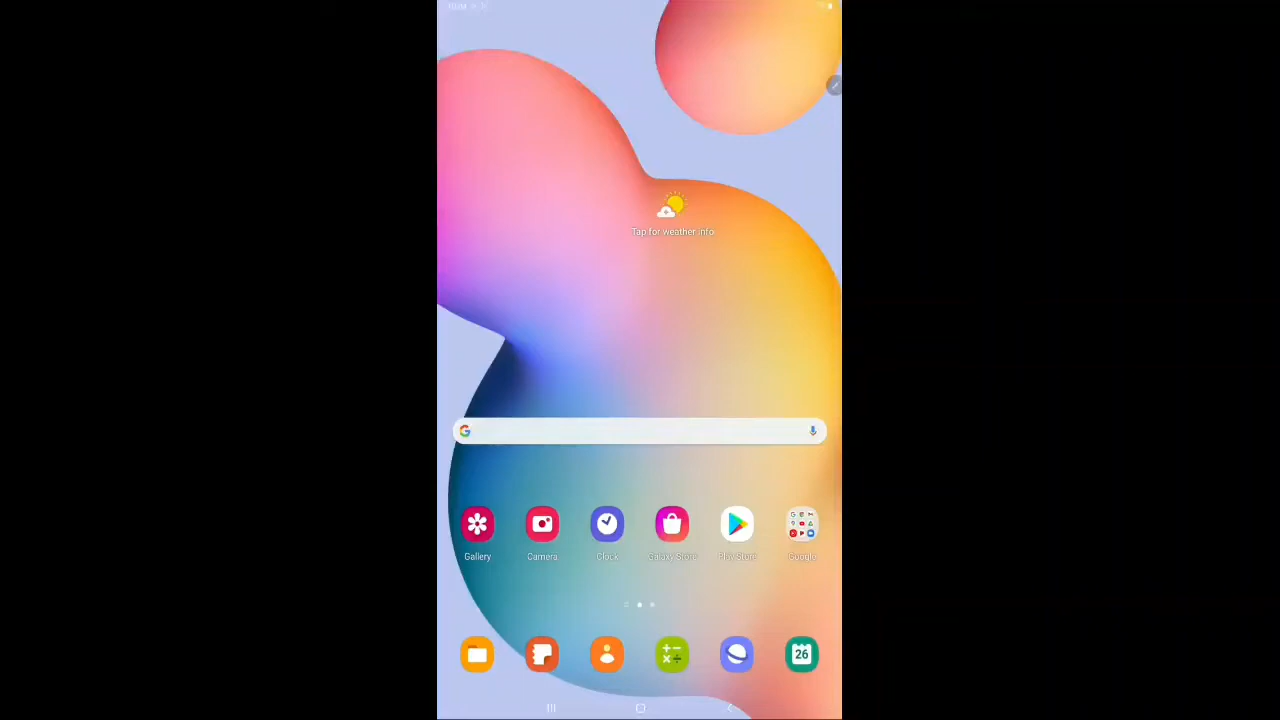 Tap for weather info
Gallery
Camera
Clock
Galaxy Store
Play Store
Google
26